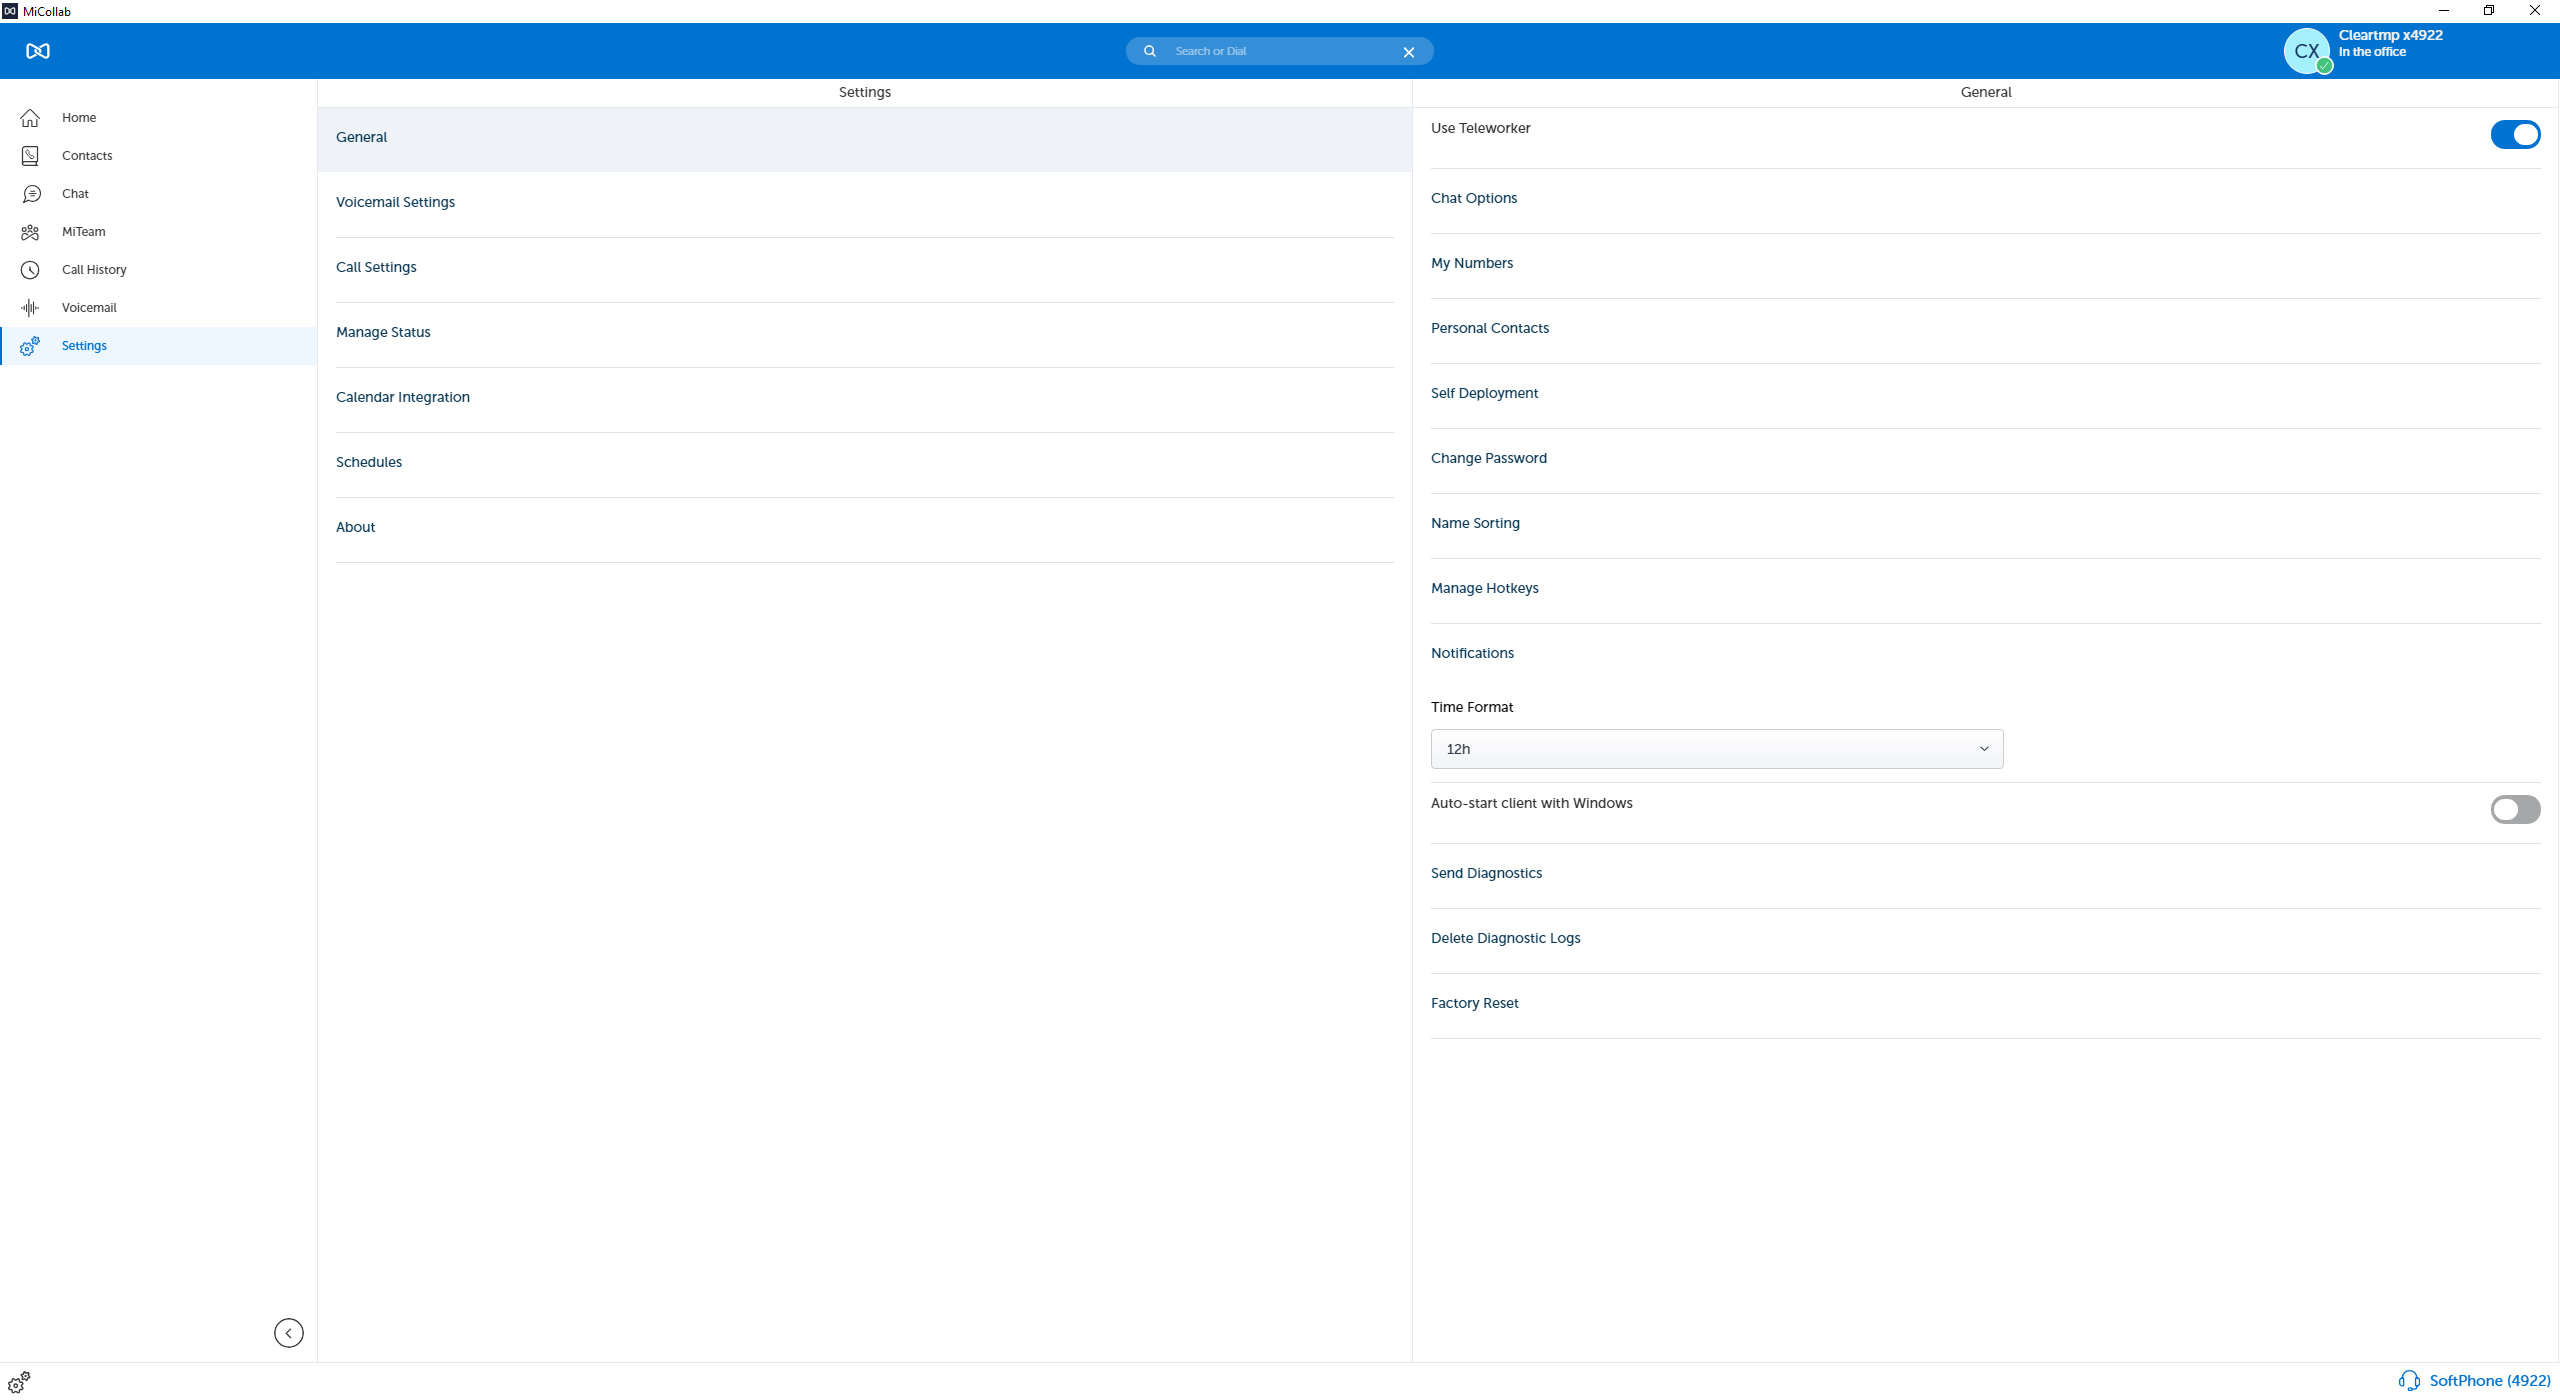 MiCollab
Search or Dial
CX
Cleartmp x4922
In the office
Home
Contacts
Chat
MiTeam
Call History
Voicemail
Settings
Settings
General
Voicemail Settings
Call Settings
Manage Status
Calendar Integration
Schedules
About
General
Use Teleworker
Chat Options
My Numbers
Personal Contacts
Self Deployment
Change Password
Name Sorting
Manage Hotkeys
Notifications
Time Format
12h
Auto-start client with Windows
Send Diagnostics
Delete Diagnostic Logs
Factory Reset
SoftPhone (4922)